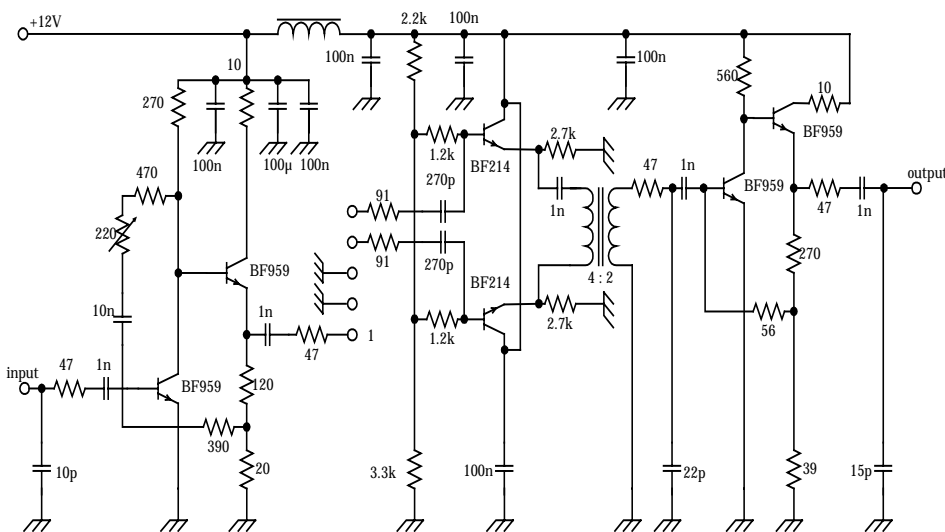 +12V
2.2k
100n
100n
100n
10
270
100n
100µ
100n
560
10
BF959
470
220
1.2k
BF214
270p
2.7k
91
1n
47
1n
BF959
output
47
1n
91
270p
4 : 2
270
BF959
10n
1n
47
1
BF214
1.2k
2.7k
56
input
47
1n
BF959
120
390
10p
20
3.3k
100n
22p
39
15p